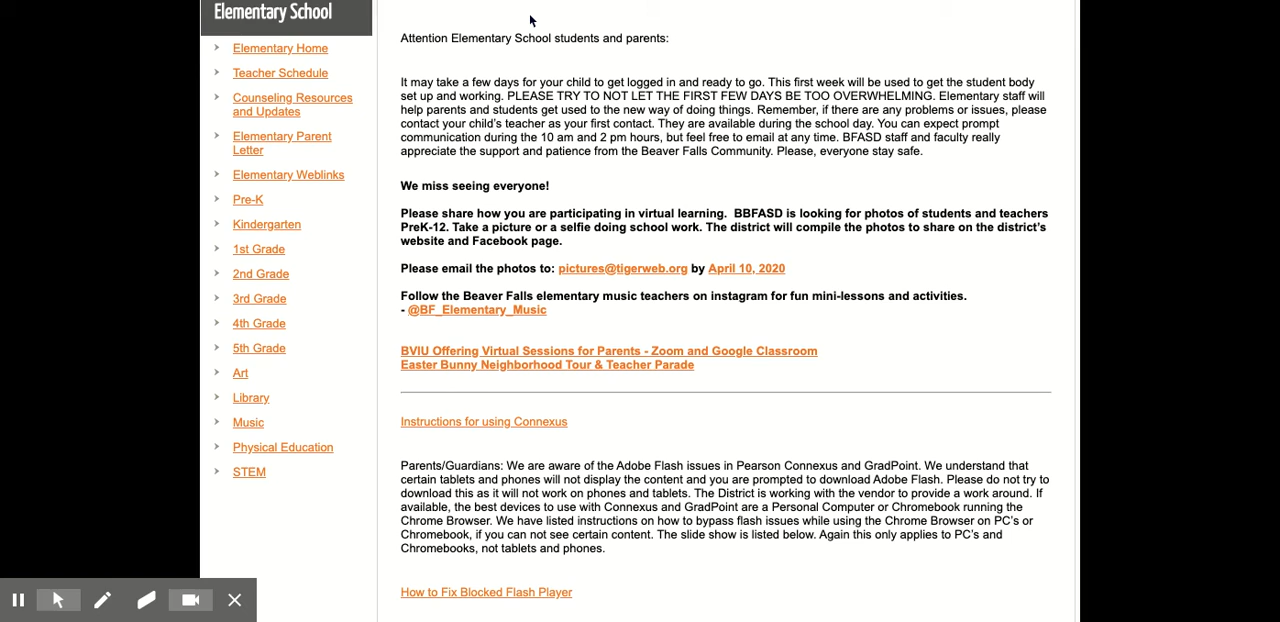 Elementary School
Elementary Home
Teacher Schedule
Counseling Resources
and Updates
Elementary Parent
Letter
Elementary Weblinks
Pre-K
Kindergarten
1st Grade
2nd Grade
3rd Grade
4th Grade
5th Grade
Art
Library
Music
Physical Education
STEM
Attention Elementary School students and parents:
It may take a few days for your child to get logged in and ready to go. This first week will be used to get the student body
set up and working. PLEASE TRY TO NOT LET THE FIRST FEW DAYS BE TOO OVERWHELMING. Elementary staff will
help parents and students get used to the new way of doing things. Remember, if there are any problems or issues, please
contact your child's teacher as your first contact. They are available during the school day. You can expect prompt
communication during the 10 am and 2 pm hours, but feel free to email at any time. BFASD staff and faculty really
appreciate the support and patience from the Beaver Falls Community. Please, everyone stay safe.
We miss seeing everyone!
Please share how you are participating in virtual learning. BBFASD is looking for photos of students and teachers
PreK-12. Take a picture or a selfie doing school work. The district will compile the photos to share on the district's
website and Facebook page.
Please email the photos to: pictures@tigerweb.org by April 10, 2020
Follow the Beaver Falls elementary music teachers on instagram for fun mini-lessons and activities.
- @BF_Elementary_Music
BVIU Offering Virtual Sessions for Parents - Zoom and Google Classroom
Easter Bunny Neighborhood Tour & Teacher Parade
Instructions for using Connexus
Parents/Guardians: We are aware of the Adobe Flash issues in Pearson Connexus and GradPoint. We understand that
certain tablets and phones will not display the content and you are prompted to download Adobe Flash. Please do not try to
download this as it will not work on phones and tablets. The District is working with the vendor to provide a work around. If
available, the best devices to use with Connexus and GradPoint are a Personal Computer or Chromebook running the
Chrome Browser. We have listed instructions on how to bypass flash issues while using the Chrome Browser on PC's or
Chromebook, if you can not see certain content. The slide show is listed below. Again this only applies to PC's and
Chromebooks, not tablets and phones.
How to Fix Blocked Flash Player